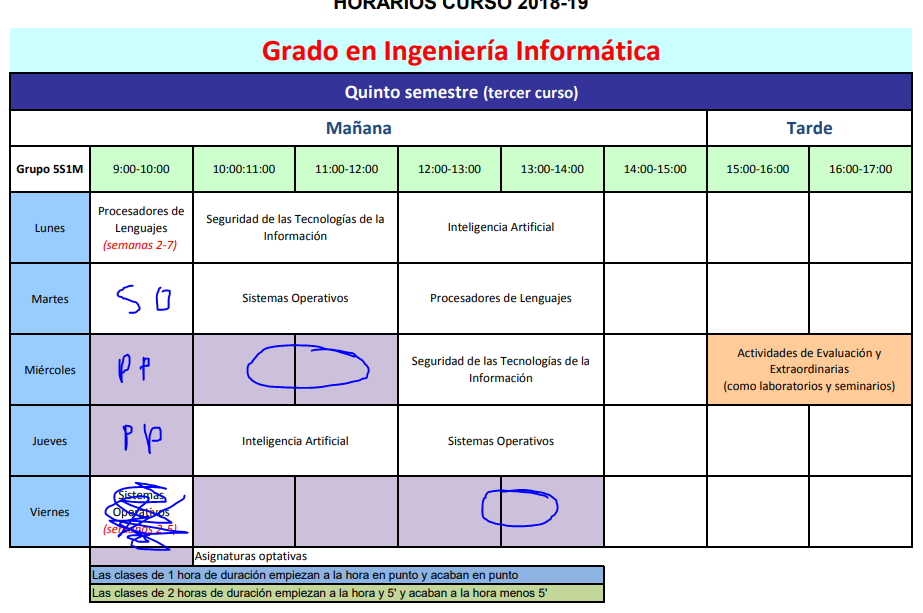 HORARIOS CURSO 2018-19
Grado en Ingeniería Informática
Quinto semestre (tercer curso)
Mañana
Tarde
Grupo 5S1M
9:00-10:00
10:00:11:00
11:00-12:00
12:00-13:00
13:00-14:00
14:00-15:00
15:00-16:00
16:00-17:00
Lunes
Procesadores de
Lenguajes
(semanas 2-7)
Seguridad de las Tecnologías de la
Información
Inteligencia Artificial
Martes
SO
Sistemas Operativos
Procesadores de Lenguajes
Miércoles
PP
Seguridad de las Tecnologías de la
Información
Actividades de Evaluación y
Extraordinarias
(como laboratorios y seminarios)
Jueves
PP
Inteligencia Artificial
Sistemas Operativos
Viernes
Sistemas
Operativos
(semanas 2-5)
Asignaturas optativas
Las clases de 1 hora de duración empiezan a la hora en punto y acaban en punto
Las clases de 2 horas de duración empiezan a la hora y 5' y acaban a la hora menos 5'